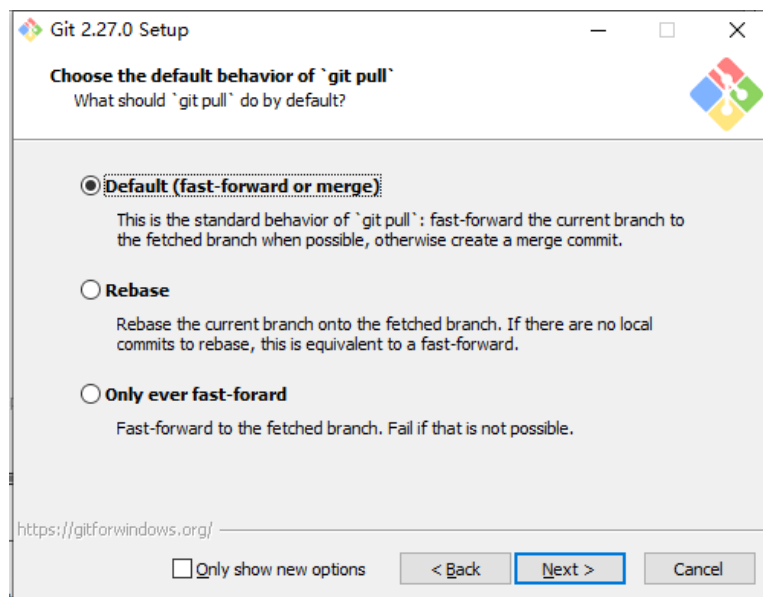 Git 2.27.0 Setup
Choose the default behavior of `git pull`
What should `git pull` do by default?
Default (fast-forward or merge)
This is the standard behavior of `git pull`: fast-forward the current branch to
the fetched branch when possible, otherwise create a merge commit.
Rebase
Rebase the current branch onto the fetched branch. If there are no local
commits to rebase, this is equivalent to a fast-forward.
Only ever fast-forard
Fast-forward to the fetched branch. Fail if that is not possible.
https://gitforwindows.org/
Only show new options
< Back
Next >
Cancel